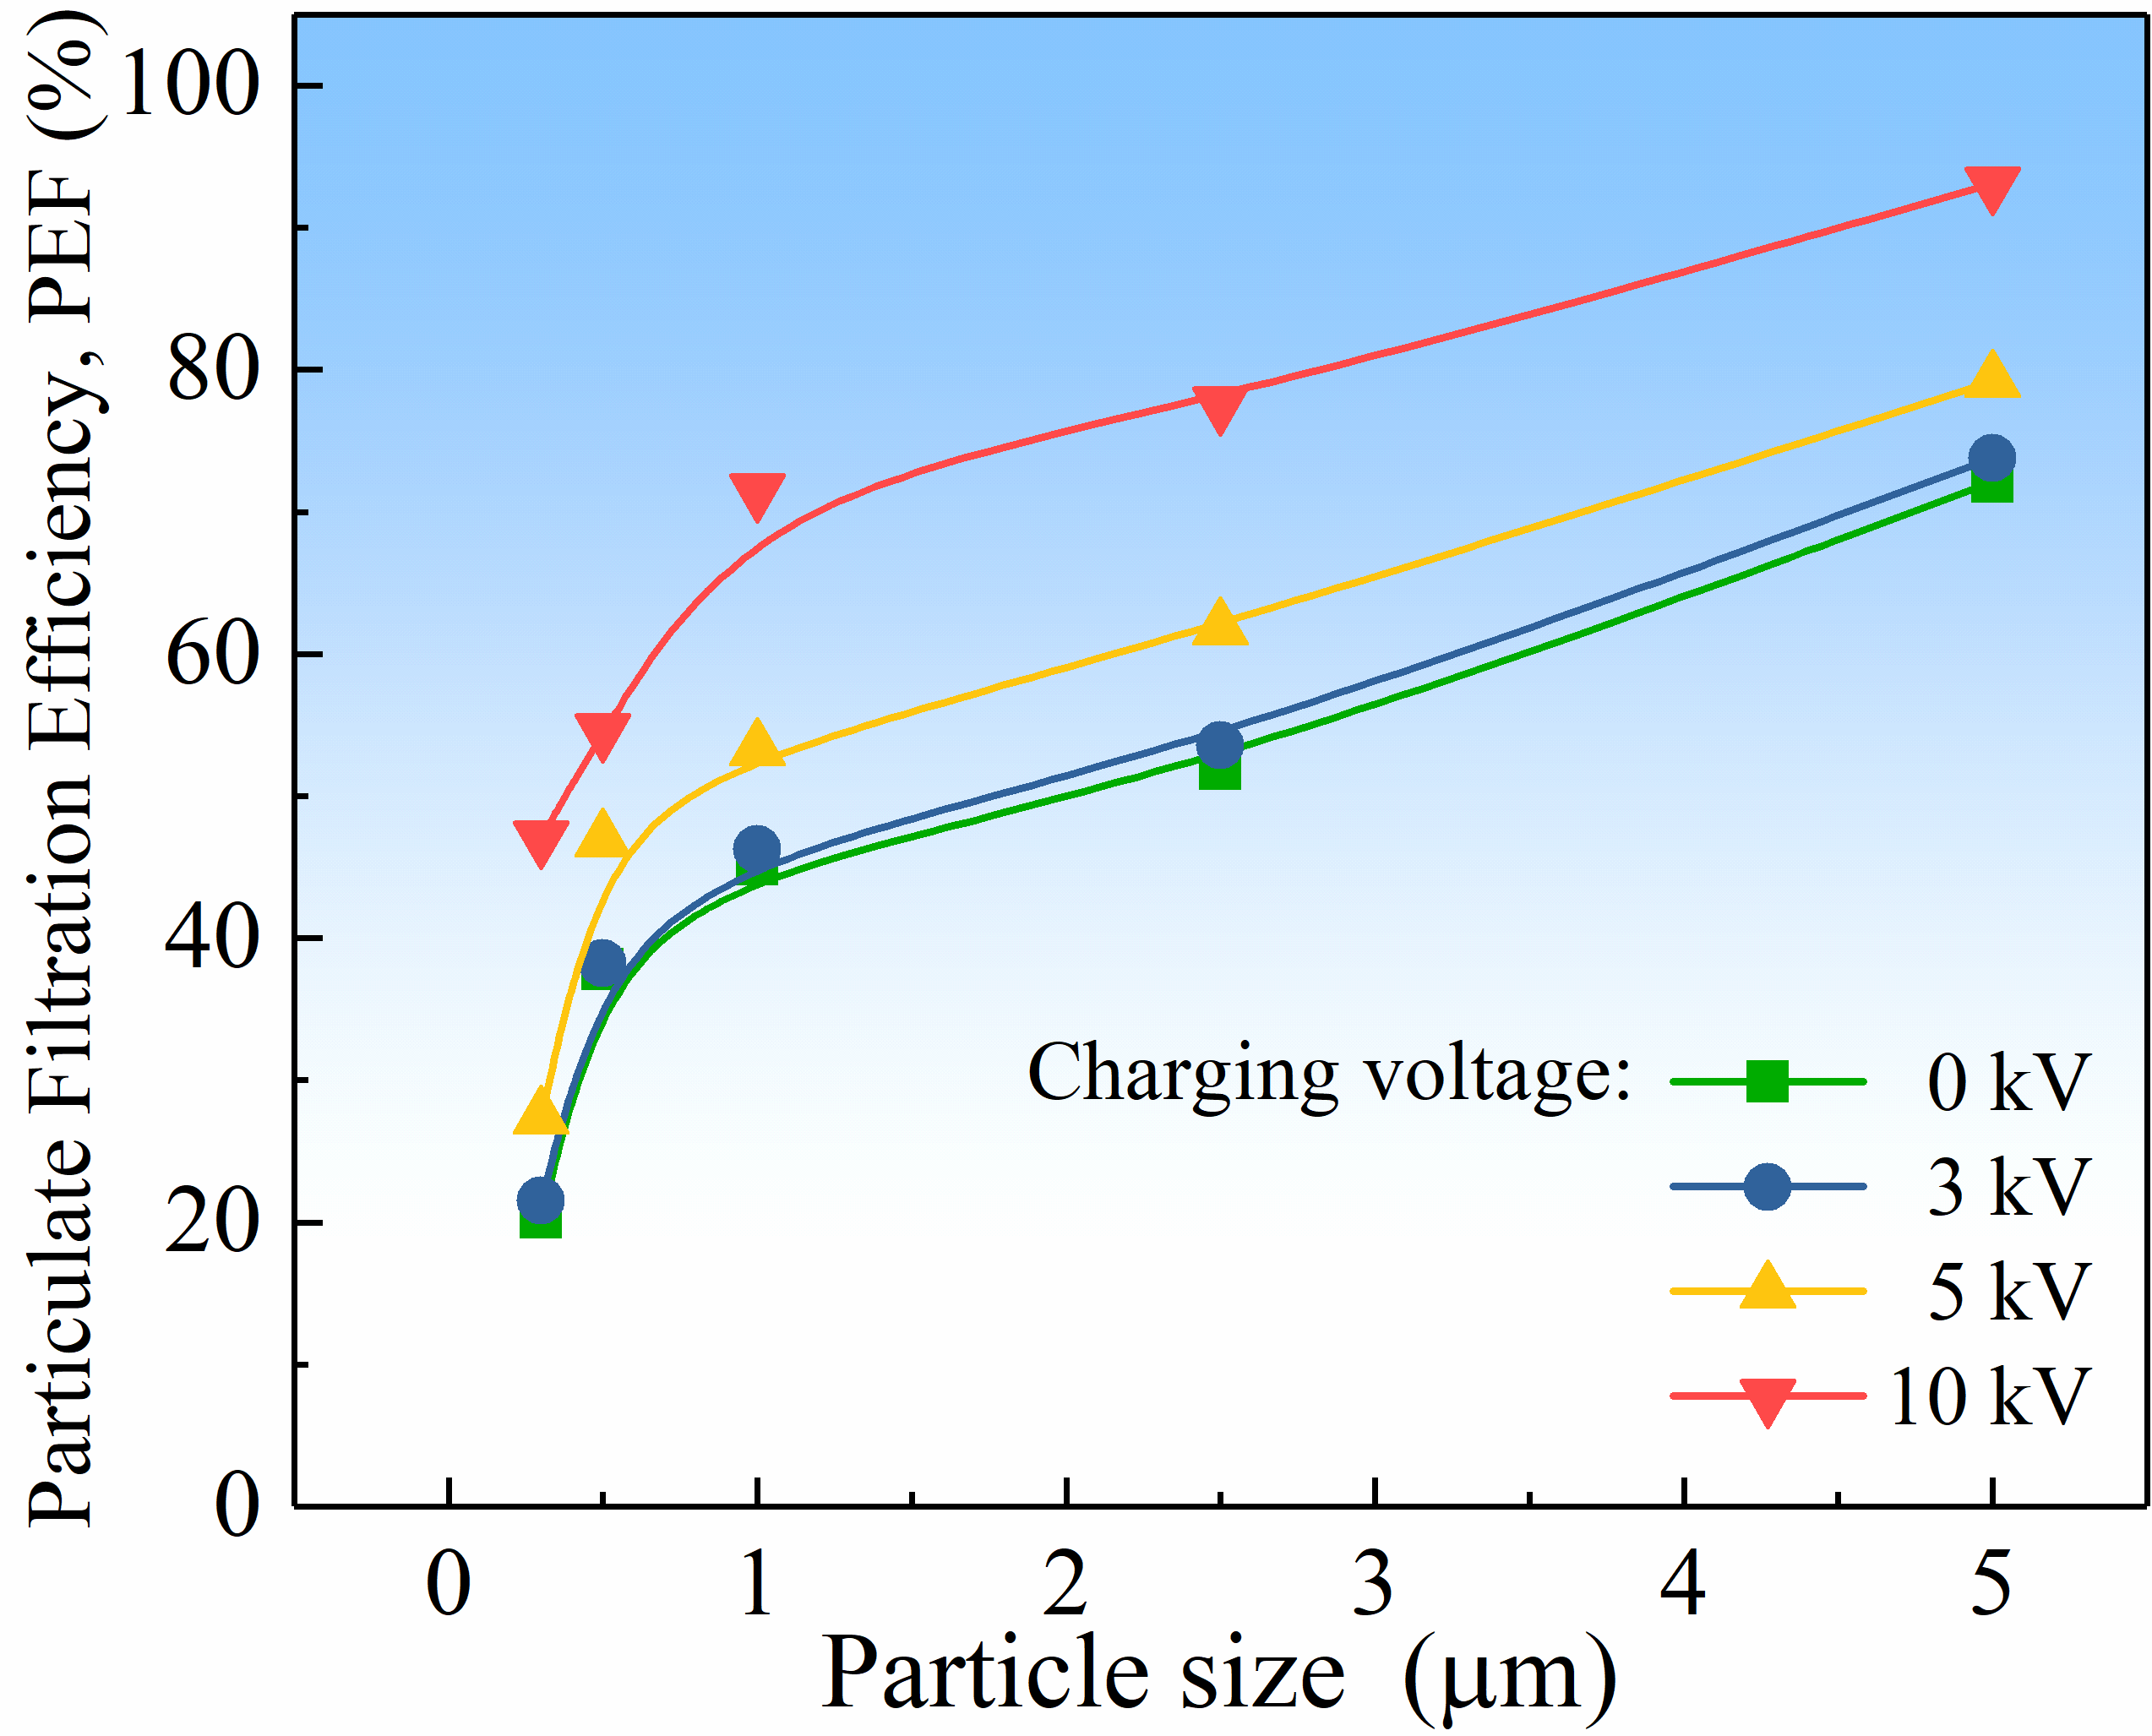 Particulate Filtration Efficiency, PEF (%)
100
80
60
40
20
0
Charging voltage:
0 kV
3 kV
5 kV
10 kV
0 1 2 3 4 5
Particle size (μm)